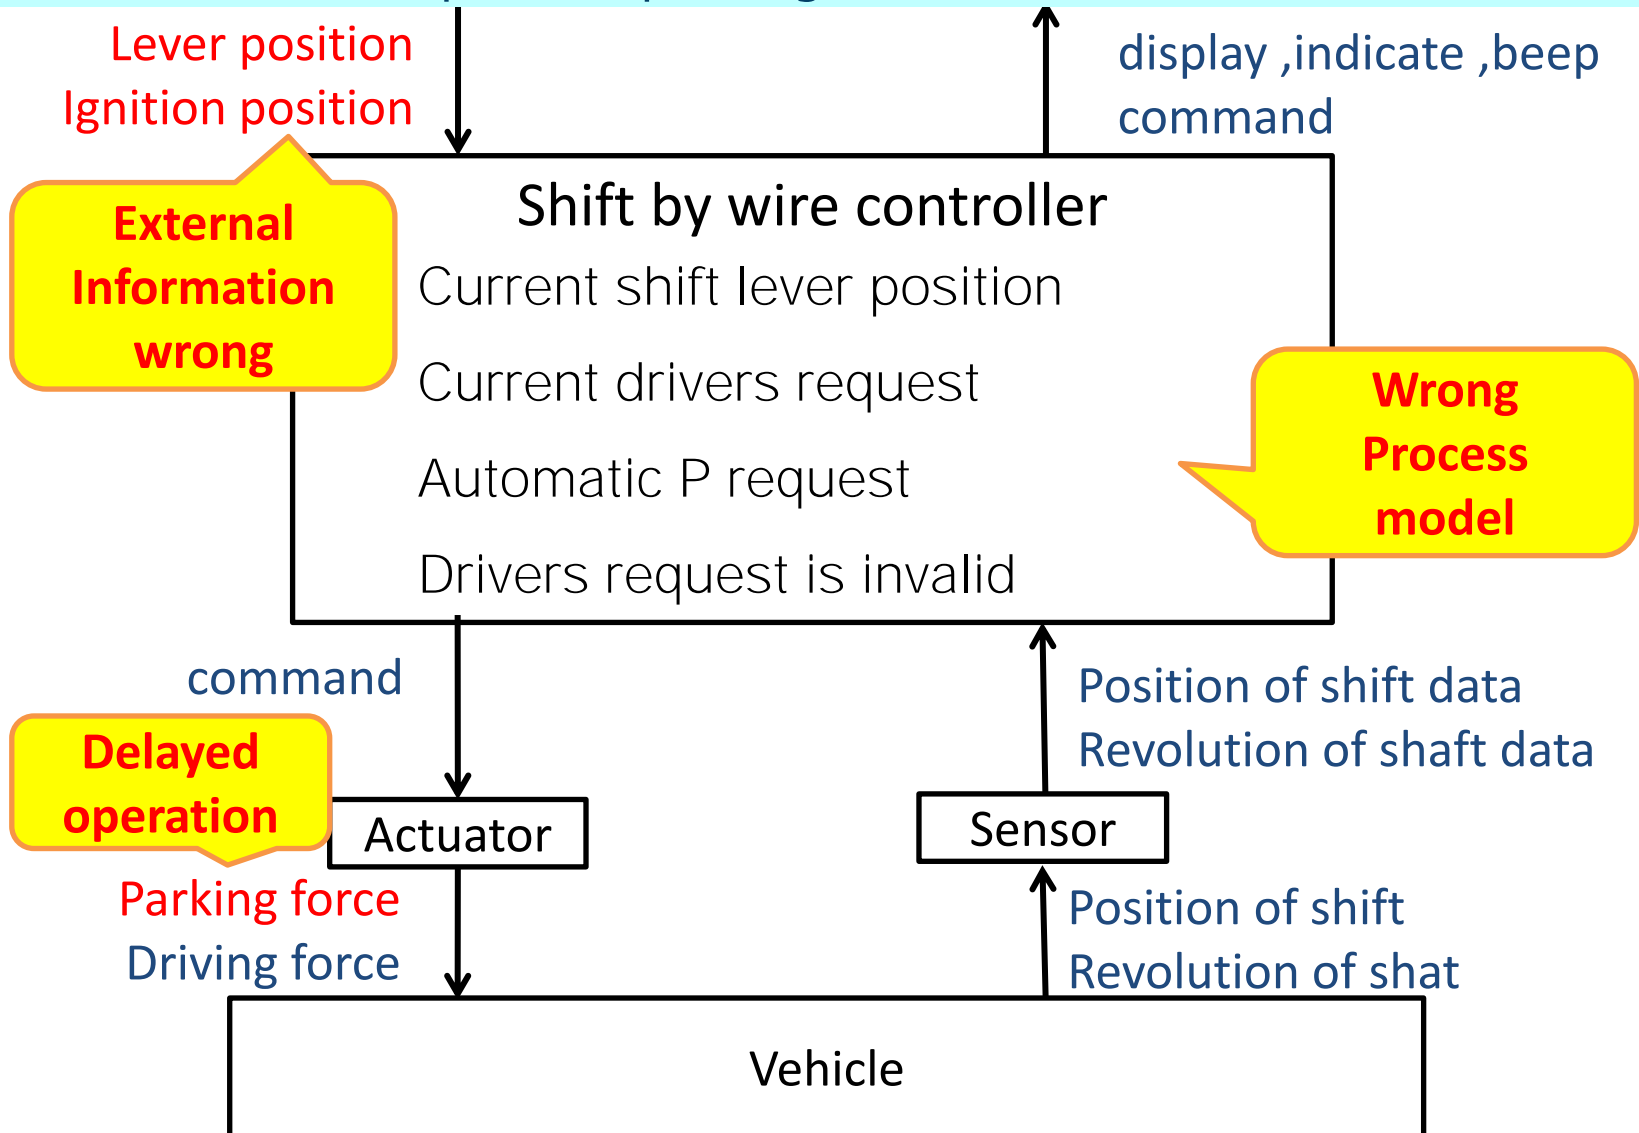 Lever position
Ignition position
display ,indicate ,beep
command
External
Information
wrong
Shift by wire controller
Current shift lever position
Current drivers request
Automatic P request
Drivers request is invalid
Wrong
Process
model
command
Position of shift data
Revolution of shaft data
Delayed
operation
Actuator
Sensor
Parking force
Driving force
Position of shift
Revolution of shat
Vehicle